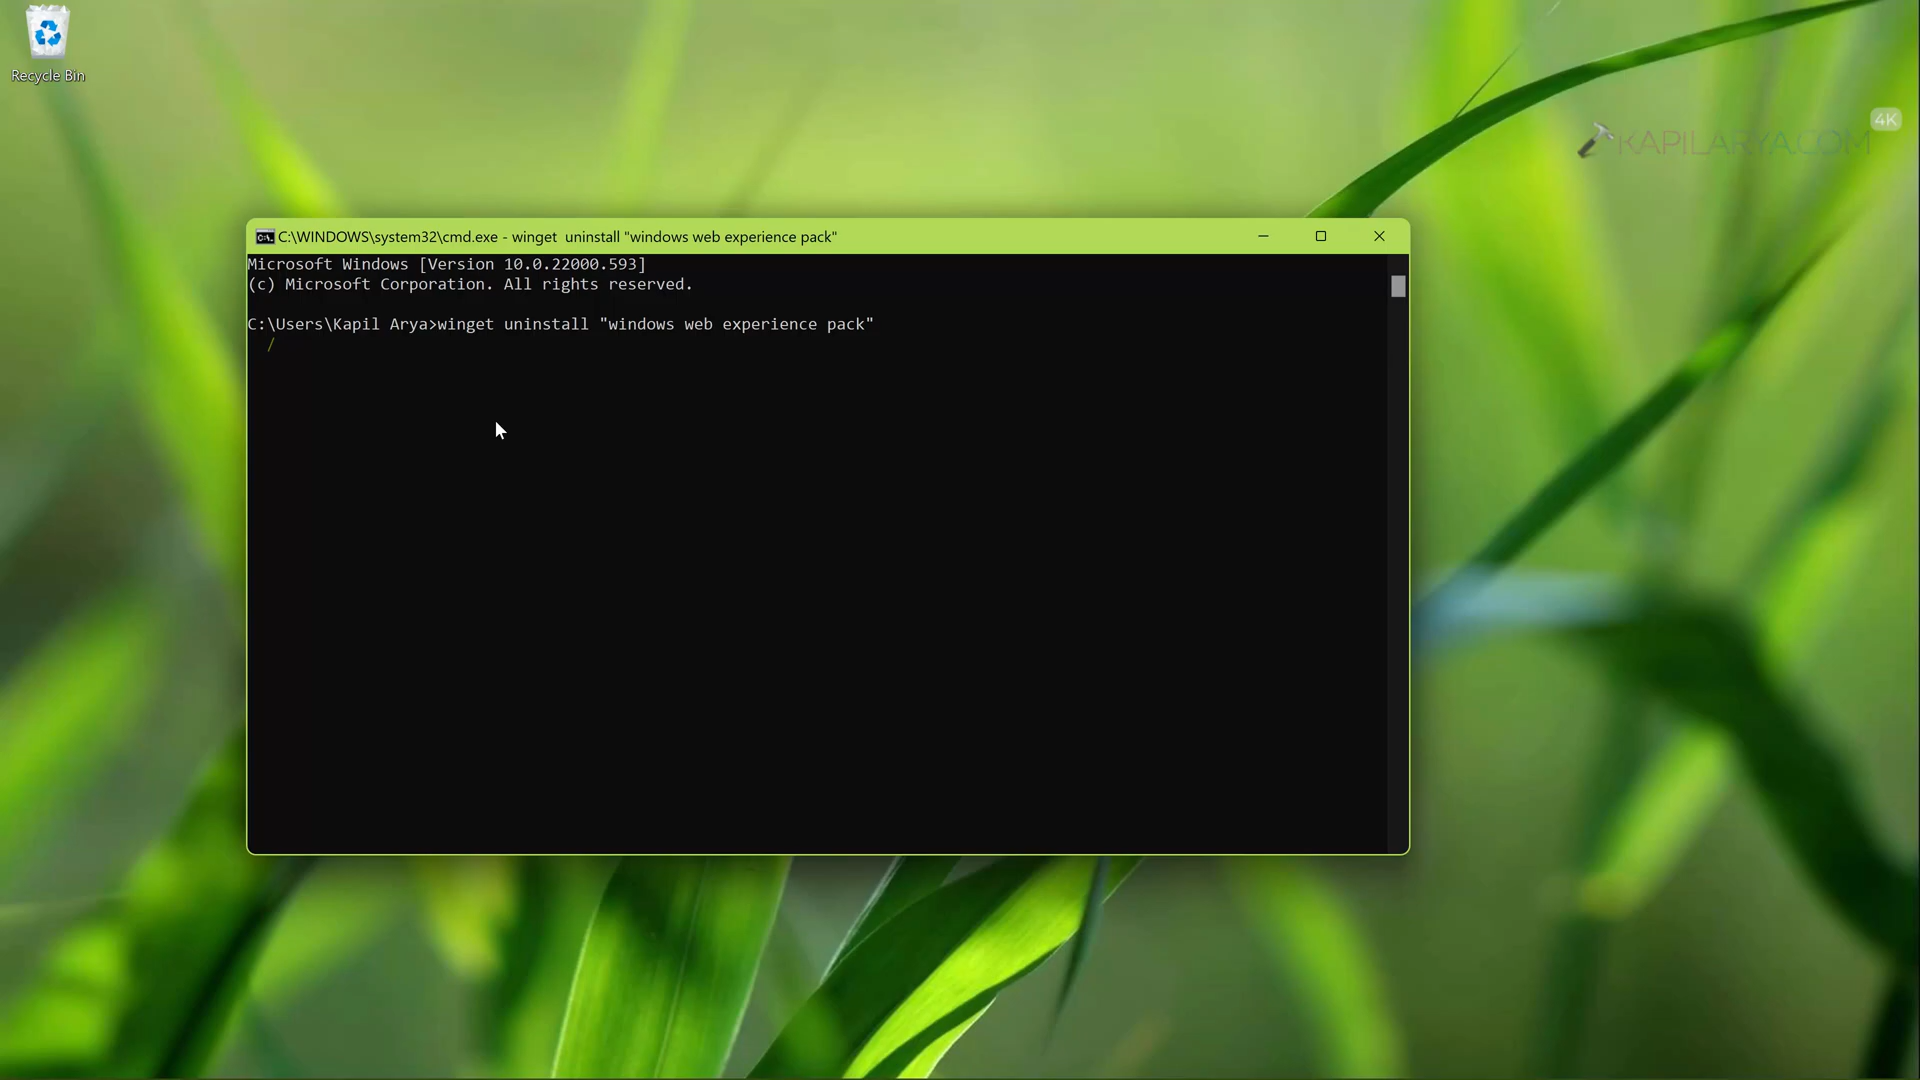 Recycle Bin
4K
KAPILARYA.COM
C:\WINDOWS\system32\cmd.exe - winget  uninstall "windows web experience pack"
Microsoft Windows [Version 10.0.22000.593]
(c) Microsoft Corporation. All rights reserved.
C:\Users\Kapil Arya>winget uninstall "windows web experience pack"
/